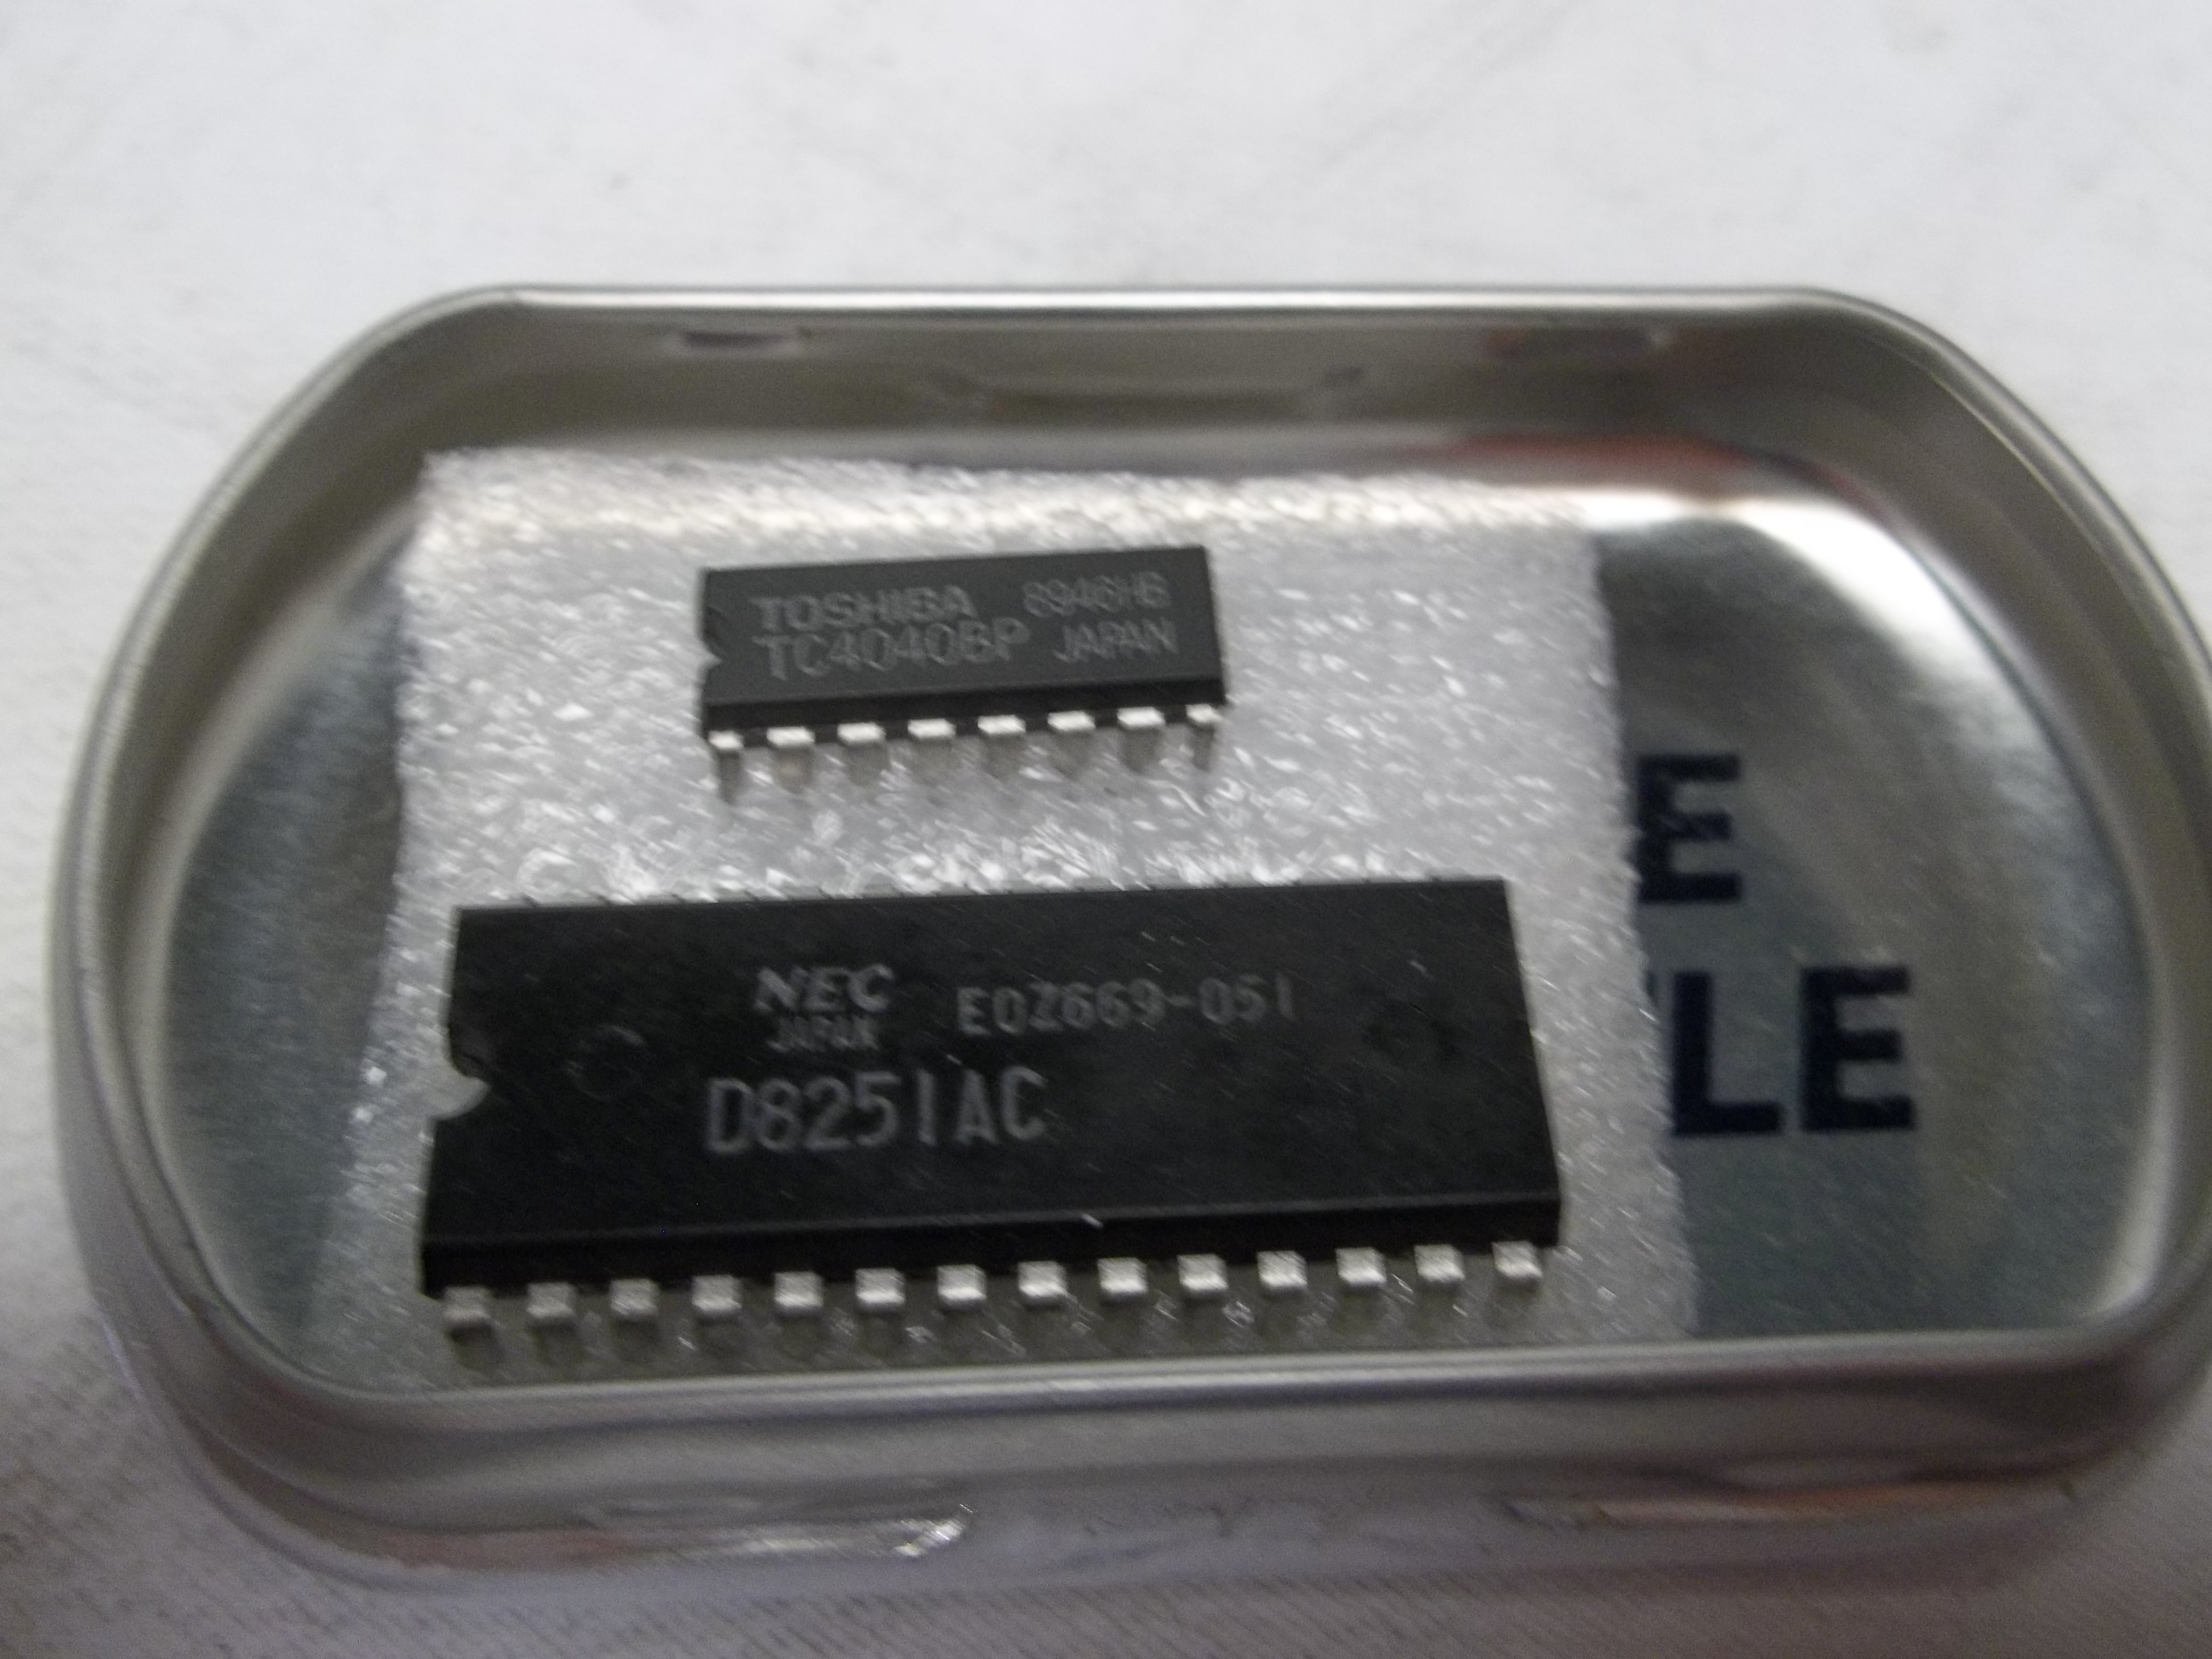 TOSHIBA 8946HB
TC4040BP JAPAN
E
LE
NEC E0Z669-051
JAPAN
D8251AC